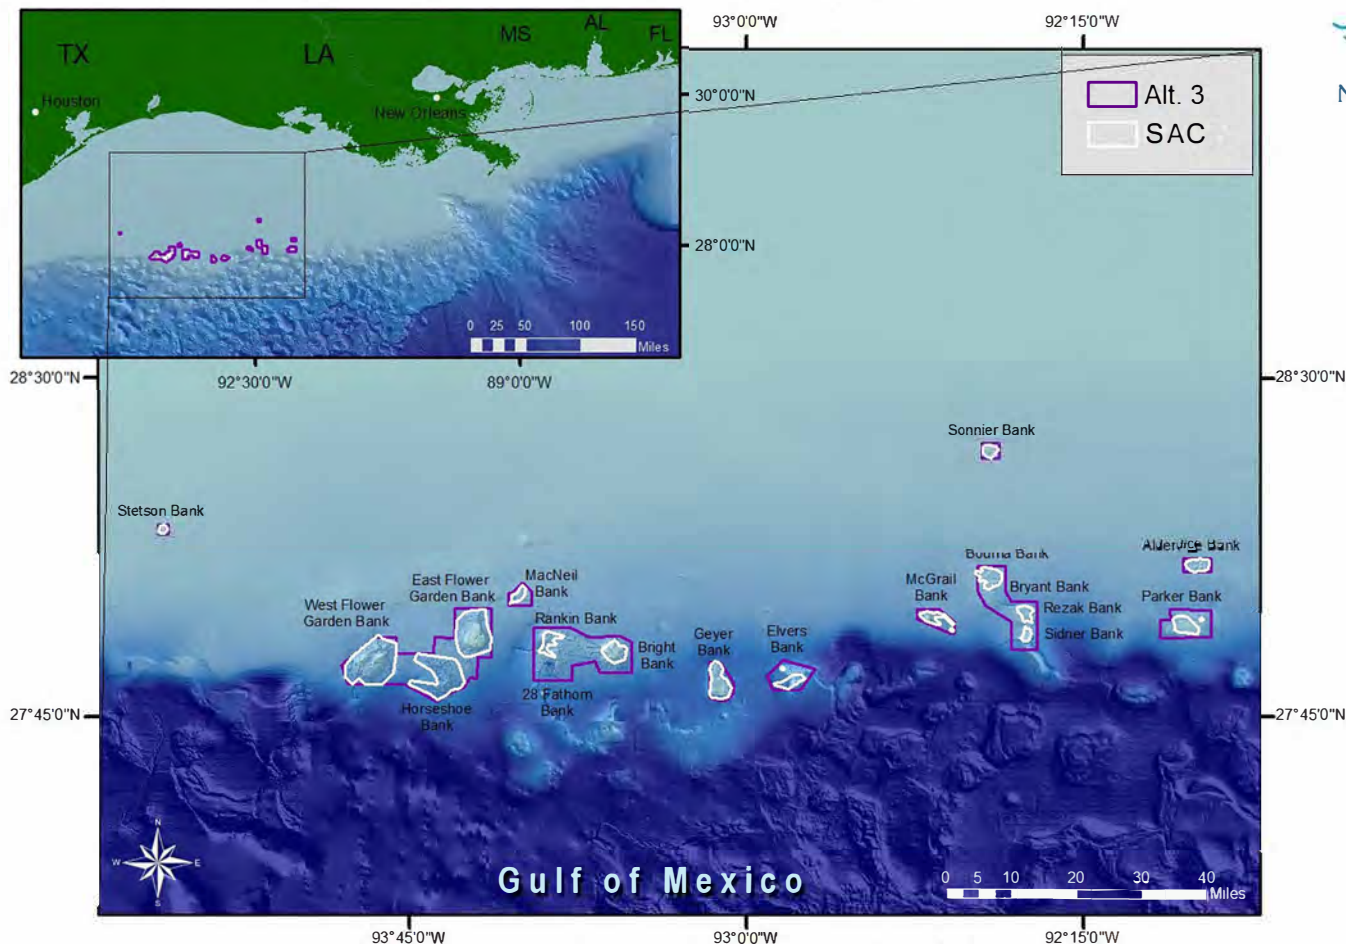 93°0'0"W
92°15'0"W
TX
LA
MS
AL
FL
Houston
New Orleans
30°0'0"N
28°0'0"N
0 25 50 100 150
Miles
92°30'0"W
89°0'0"W
Alt. 3
SAC
N
28°30'0"N
28°30'0"N
Sonnier Bank
Stetson Bank
Bouma Bank
Bank
MacNeil
Bank
East Flower
Garden Bank
McGrail
Bank
Bryant Bank
Parker Bank
West Flower
Garden Bank
Rankin Bank
Rezak Bank
Sidner Bank
Geyer
Bank
Elvers
Bank
Bright
Bank
28 Fathom
Bank
Horseshoe
Bank
27°45'0"N
27°45'0"N
N
W
E
S
Gulf of Mexico
0 5 10 20 30 40
Miles
93°45'0"W
93°0'0"W
92°15'0"W